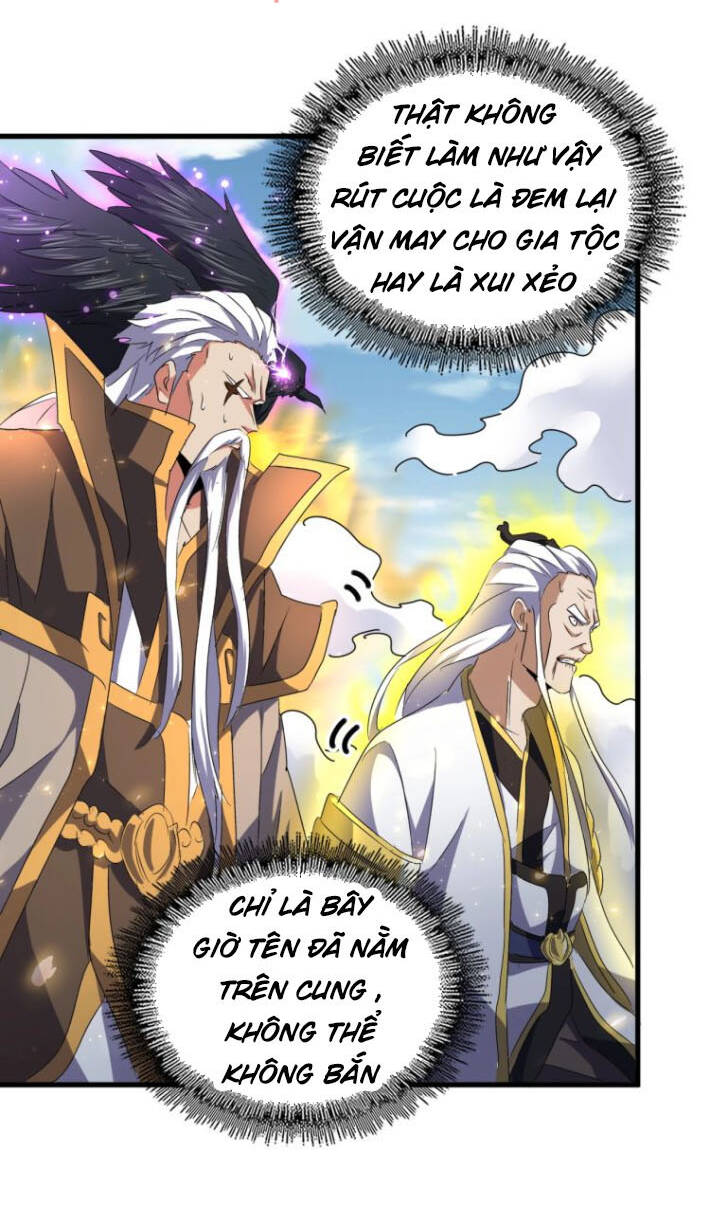 THẬT KHÔNG
BIẾT LÀM NHƯ VẬY
RÚT CUỘC LÀ ĐEM LẠI
VẬN MAY CHO GIA TỘC
HAY LÀ XUI XẺO
CHỈ LÀ BÂY
GIỜ TÊN ĐÃ NẰM
TRÊN CUNG ,
KHÔNG THỂ
KHÔNG BẮN